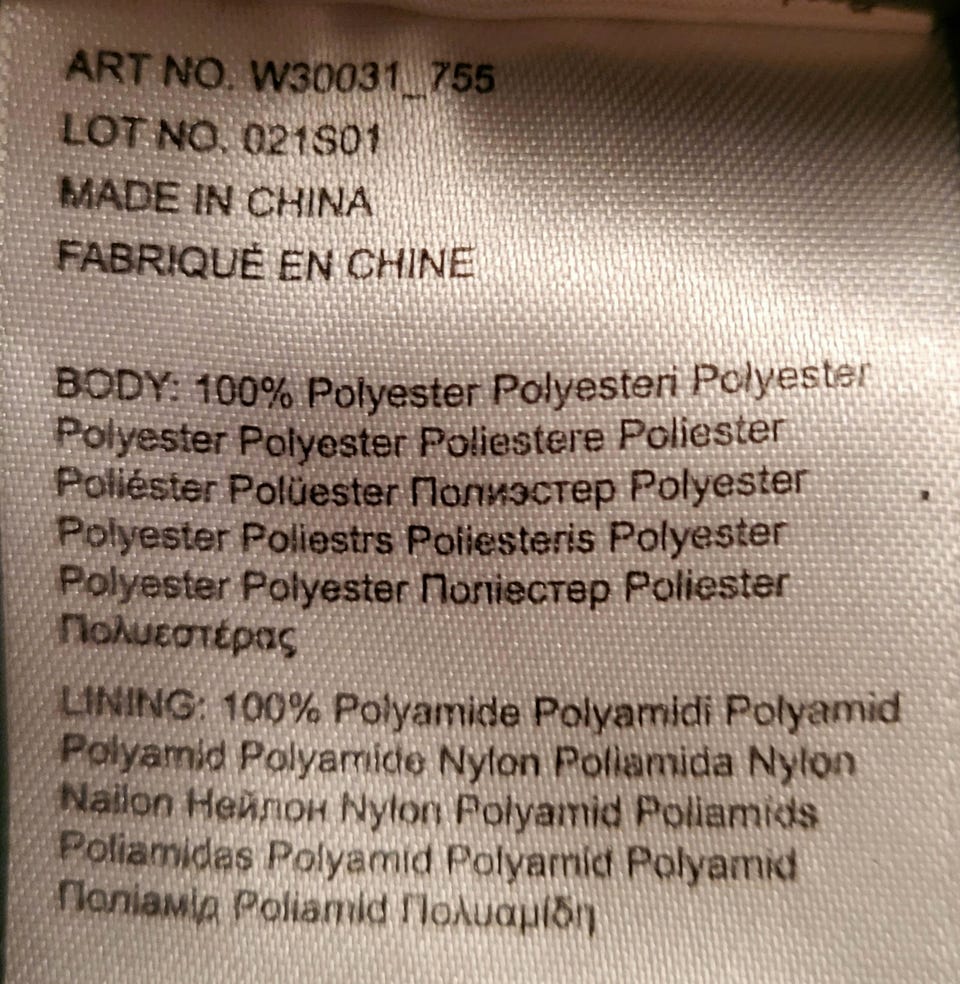 ART NO. W30031_755
LOT NO. 021S01
MADE IN CHINA
FABRIQUÉ EN CHINE
BODY: 100% Polyester Polyesteri Polyester
Polyester Polyester Poliestere Poliester
Poliéster Polüester Полиэстер Polyester
Polyester Poliestrs Poliesteris Polyester
Polyester Polyester Поліестер Poliester
Πολυεστέρας
LINING: 100% Polyamide Polyamidi Polyamid
Polyamid Polyamide Nylon Poliamida Nylon
Nailon Нейлон Nylon Polyamid Poliamids
Poliamidas Polyamid Polyamid Polyamid
Поліамід Poliamid Πολυαμίδη